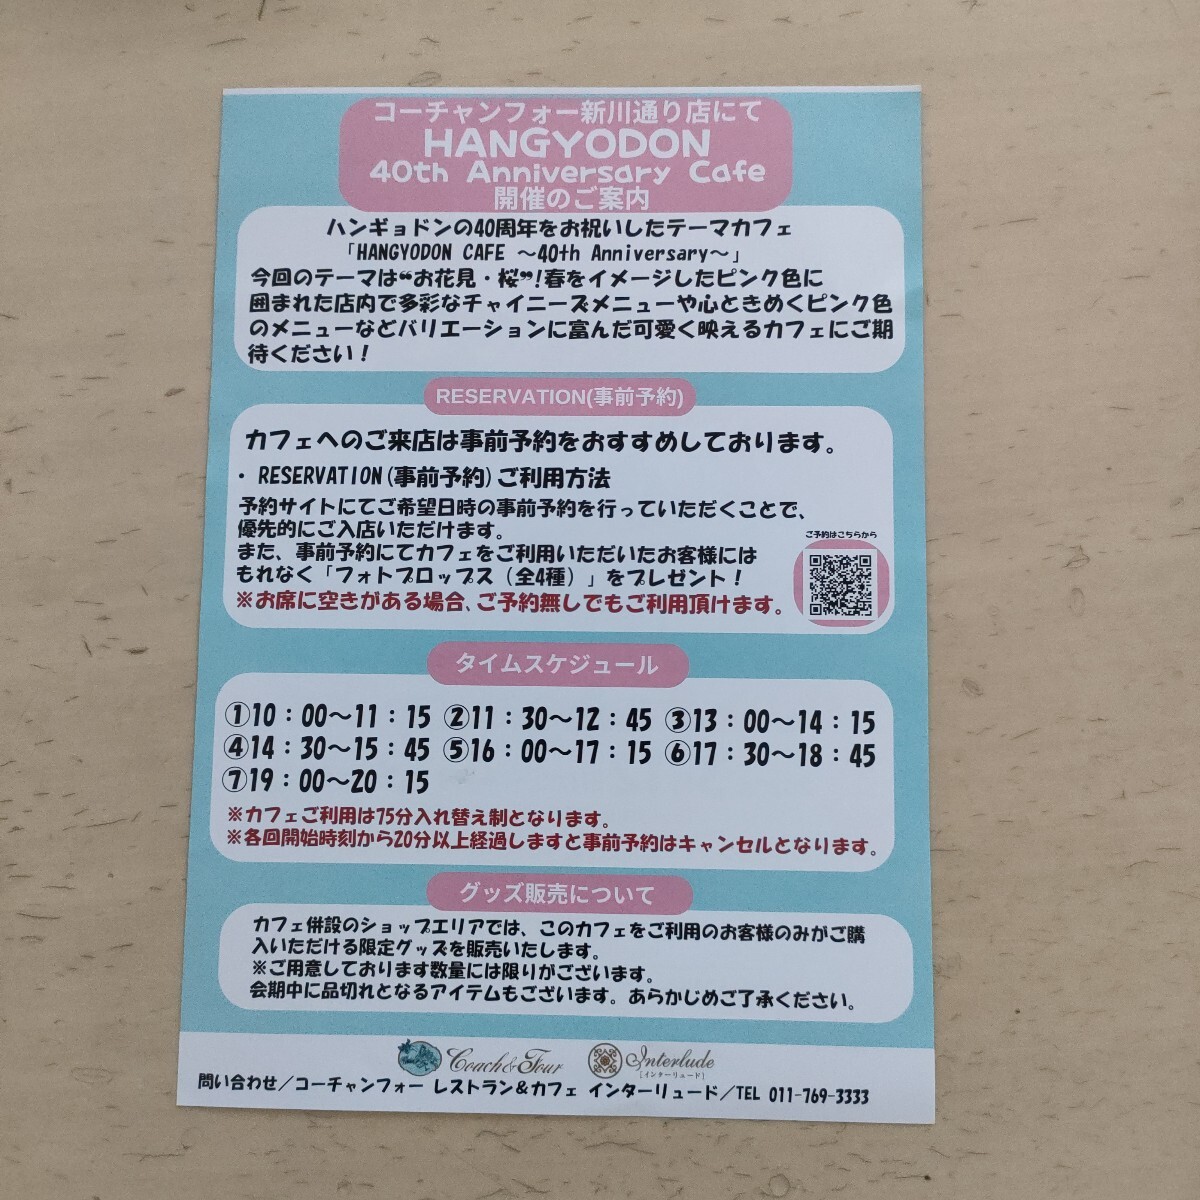 コーチャンフォー新川通り店にて
HANGYODON
40th Anniversary Cafe
開催のご案内
ハンギョドンの40周年をお祝いしたテーマカフェ
「HANGYODON CAFE ～40th Anniversary～」
今回のテーマは❝お花見・桜❞!春をイメージしたピンク色に
囲まれた店内で多彩なチャイニーズメニューや心ときめくピンク色
のメニューなどバリエーションに富んだ可愛く映えるカフェにご期
待ください！
RESERVATION(事前予約)
カフェへのご来店は事前予約をおすすめしております。
・ RESERVATION(事前予約)ご利用方法
予約サイトにてご希望日時の事前予約を行っていただくことで、
優先的にご入店いただけます。
また、事前予約にてカフェをご利用いただいたお客様には
もれなく「フォトプロップス（全4種）」をプレゼント！
※お席に空きがある場合、ご予約無しでもご利用頂けます。
ご予約はこちらから
タイムスケジュール
①10：00～11：15 ②11：30～12：45 ③13：00～14：15
④14：30～15：45 ⑤16：00～17：15 ⑥17：30～18：45
⑦19：00～20：15
※カフェご利用は75分入れ替え制となります。
※各回開始時刻から20分以上経過しますと事前予約はキャンセルとなります。
グッズ販売について
カフェ併設のショップエリアでは、このカフェをご利用のお客様のみがご購
入いただける限定グッズを販売いたします。
※ご用意しております数量には限りがございます。
会期中に品切れとなるアイテムもございます。あらかじめご了承ください。
Coach&Four Interlude
[インターリュード]
問い合わせ／コーチャンフォー レストラン＆カフェ インターリュード／TEL 011-769-3333